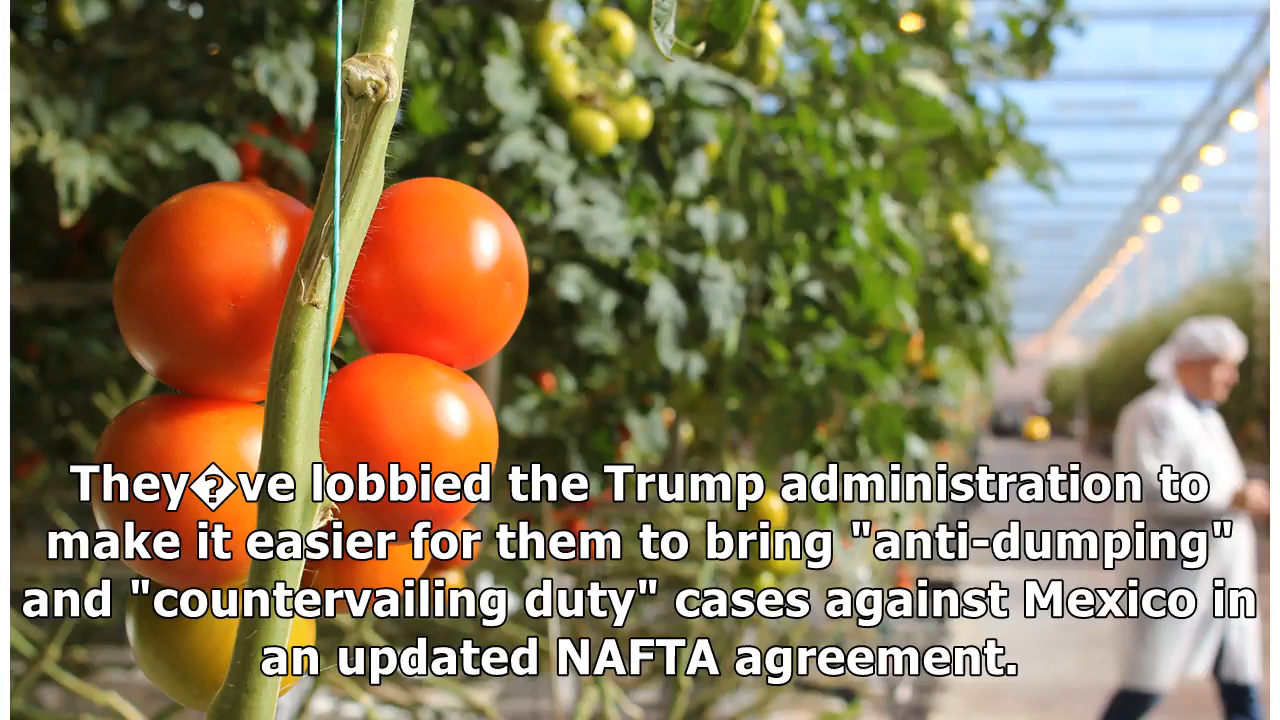 They�ve lobbied the Trump administration to
make it easier for them to bring "anti-dumping"
and "countervailing duty" cases against Mexico in
an updated NAFTA agreement.